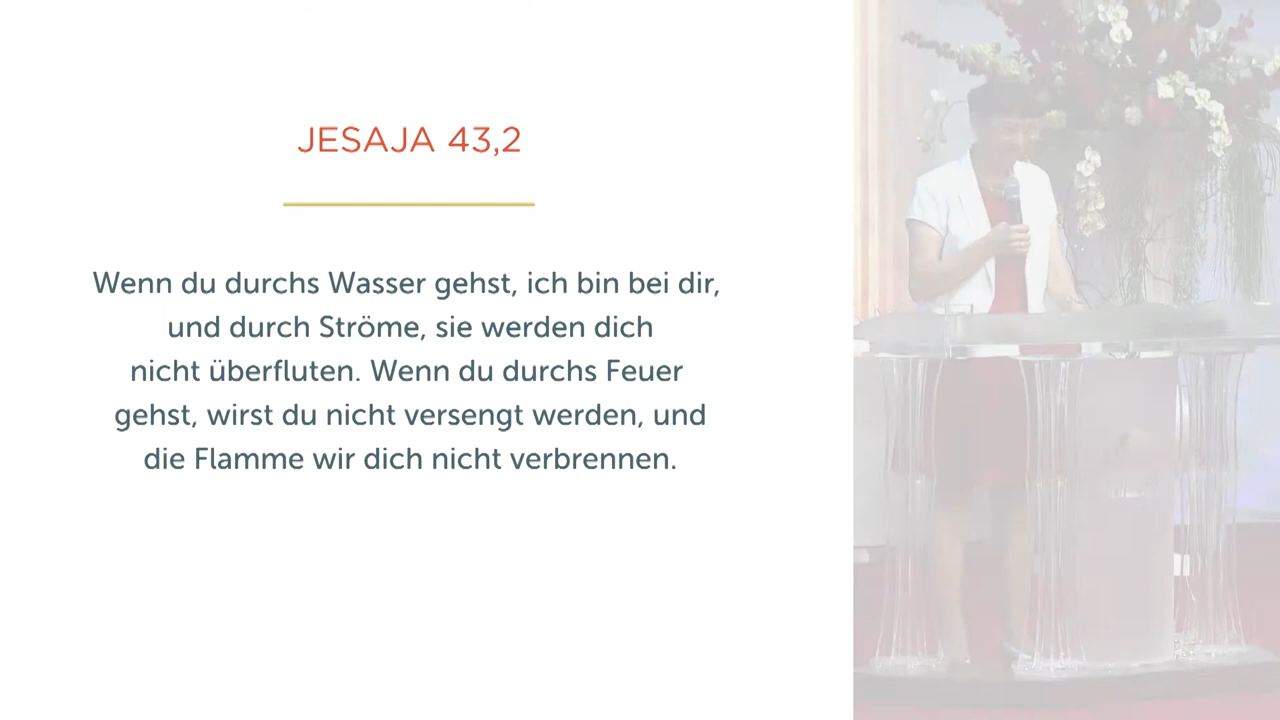 JESAJA 43,2
Wenn du durchs Wasser gehst, ich bin bei dir,
und durch Ströme, sie werden dich
nicht überfluten. Wenn du durchs Feuer
gehst, wirst du nicht versengt werden, und
die Flamme wir dich nicht verbrennen.